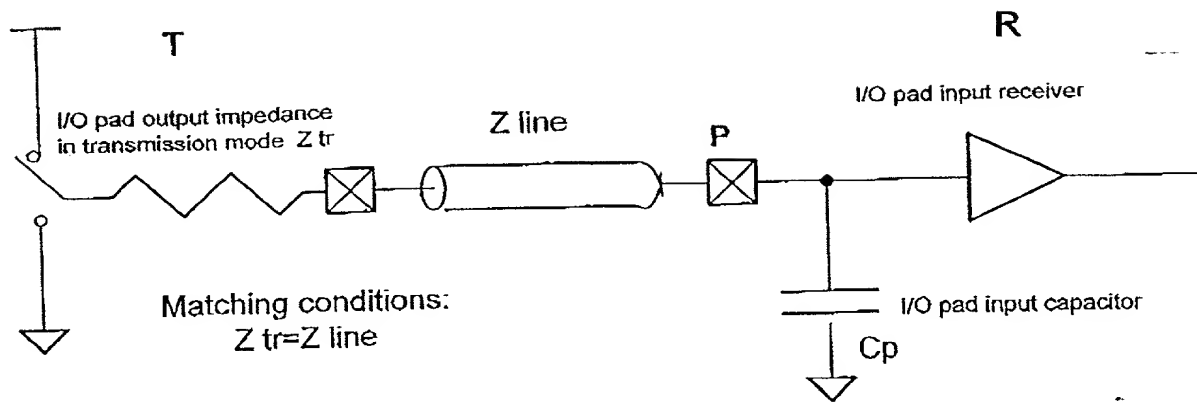 T
R
I/O pad output impedance
in transmission mode Z tr
Z line
P
I/O pad input receiver
Matching conditions:
Z tr=Z line
I/O pad input capacitor
Cp